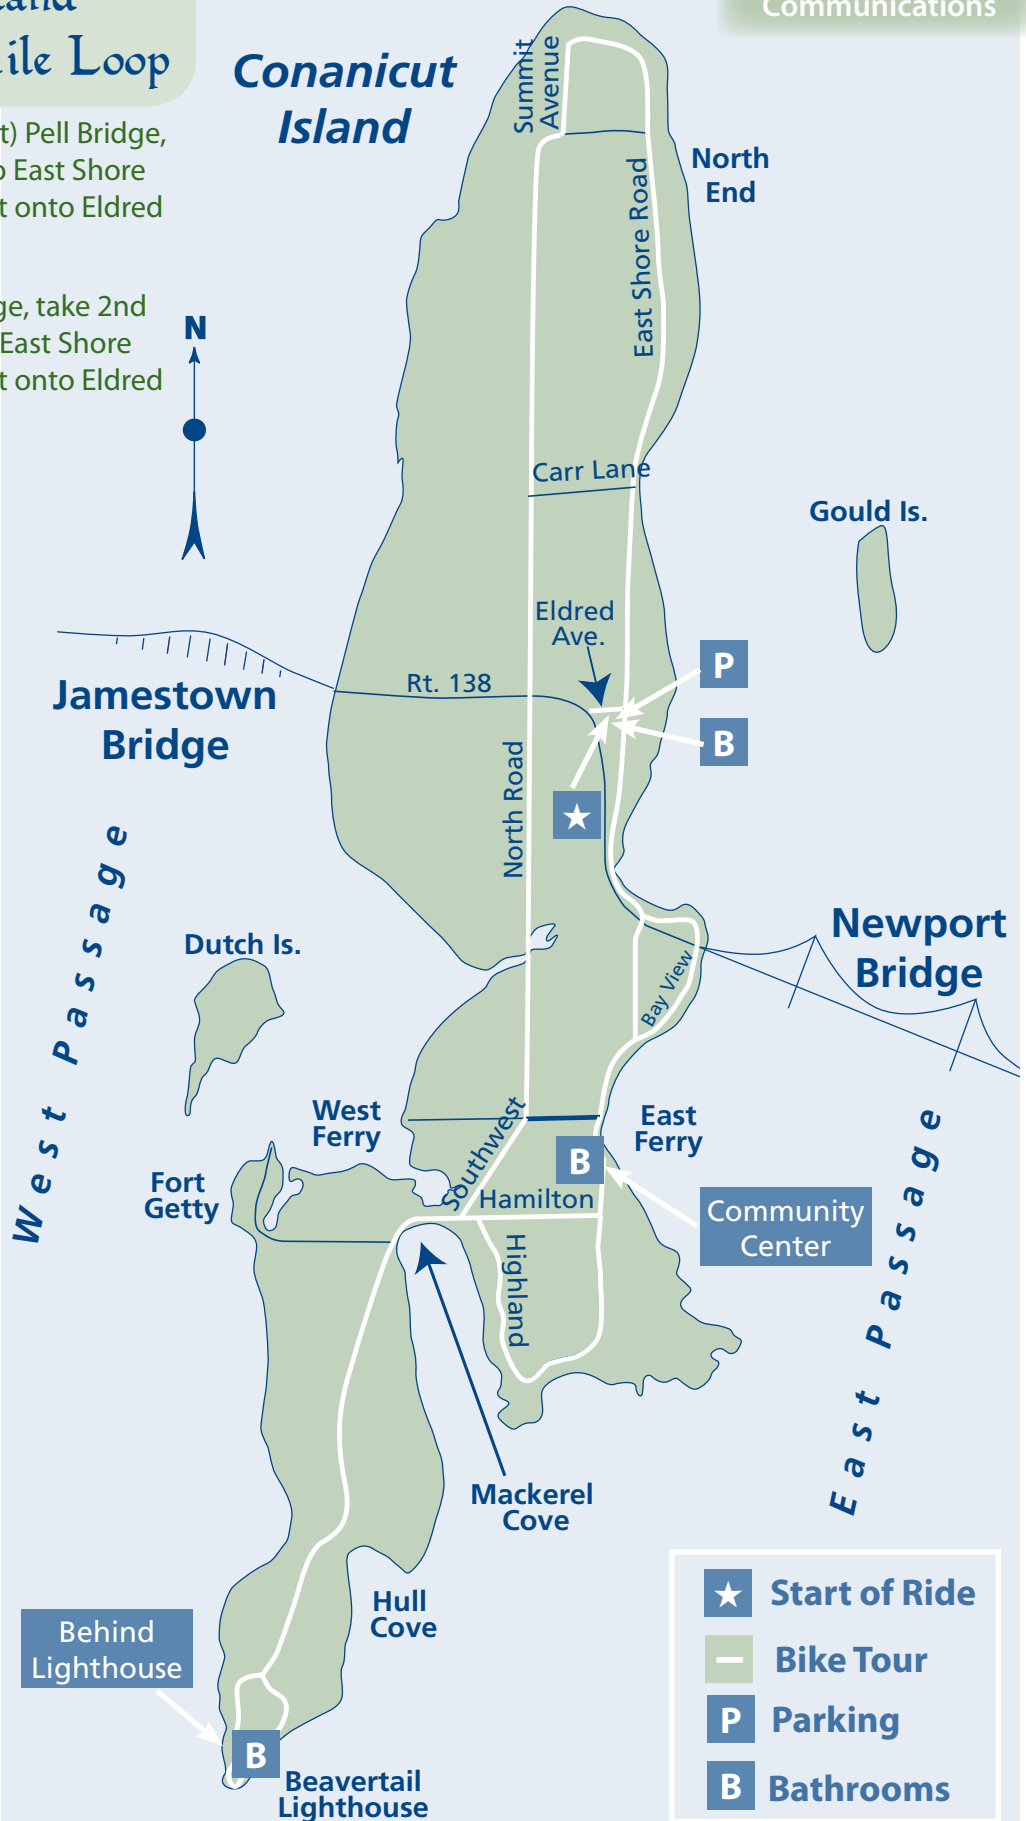 ile Loop
Communications
t) Pell Bridge,
o East Shore
t onto Eldred
ge, take 2nd
East Shore
t onto Eldred
Conanicut
Island
Summit
Avenue
North
End
East Shore Road
N
Carr Lane
Gould Is.
Eldred
Ave.
P
Rt. 138
Jamestown
Bridge
B
North Road
★
West Passage
Dutch Is.
Newport
Bridge
Bay View
West
Ferry
East
Ferry
Southwest
B
Fort
Getty
Hamilton
Community
Center
Highland
East Passage
Mackerel
Cove
Hull
Cove
Behind
Lighthouse
B
Beavertail
Lighthouse
★ Start of Ride
Bike Tour
P Parking
B Bathrooms